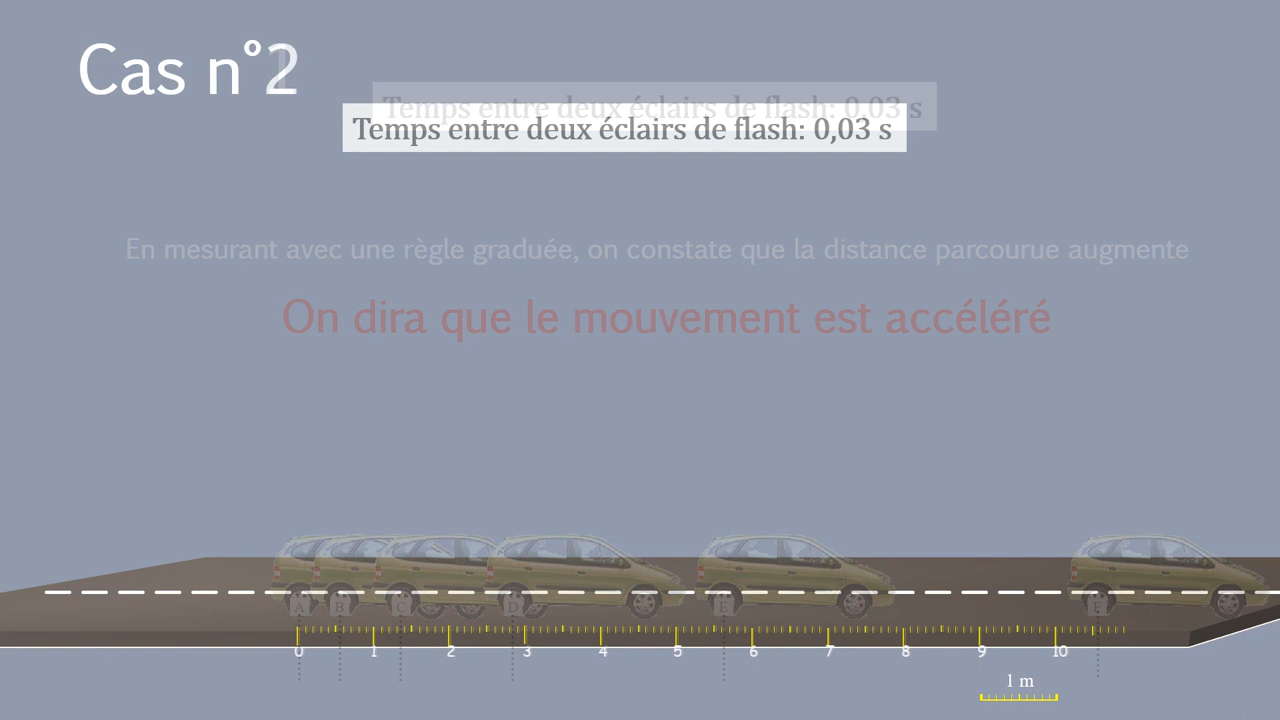 Cas n°2
Temps entre deux éclairs de flash: 0,03 s
Temps entre deux éclairs de flash: 0,03 s
En mesurant avec une règle graduée, on constate que la distance parcourue augmente
On dira que le mouvement est accéléré
A B C D E F
0 1 2 3 4 5 6 7 8 9 10
1 m